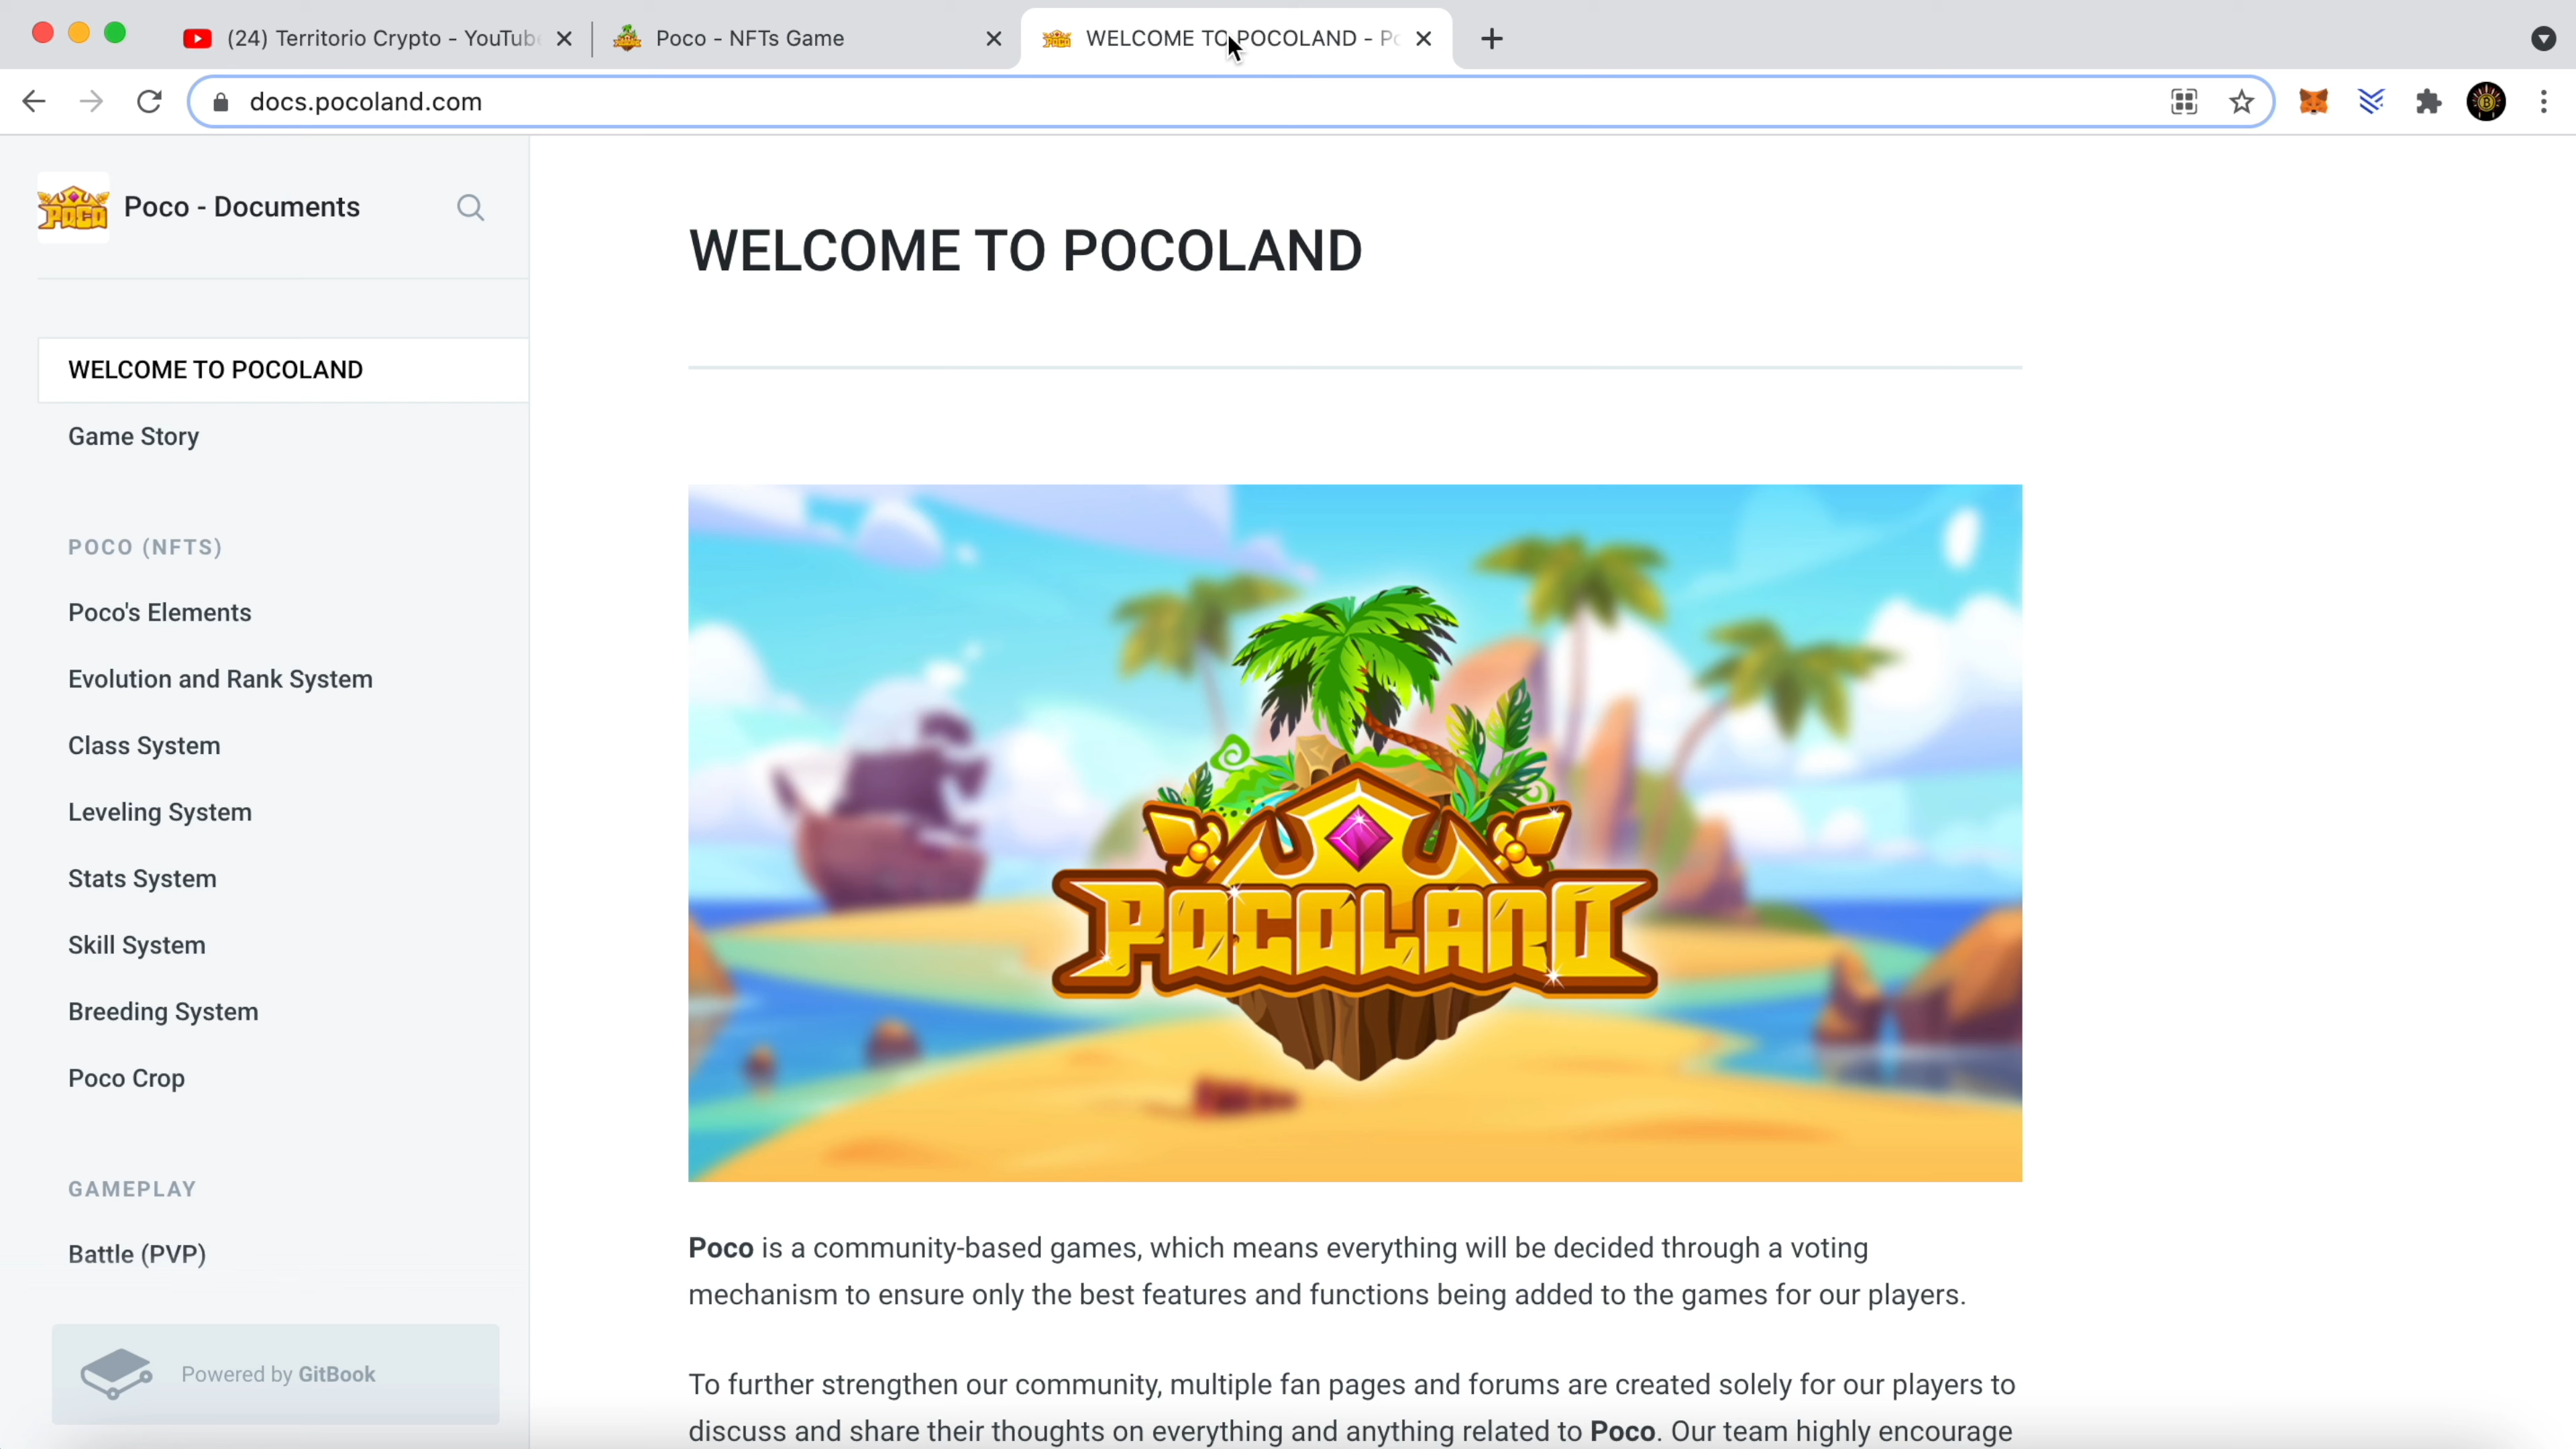 (24) Territorio Crypto - YouTube
Poco - NFTs Game
WELCOME TO POCOLAND - Po
docs.pocoland.com
POCO
Poco - Documents
WELCOME TO POCOLAND
Game Story
POCO (NFTS)
Poco's Elements
Evolution and Rank System
Class System
Leveling System
Stats System
Skill System
Breeding System
Poco Crop
GAMEPLAY
Battle (PVP)
Powered by GitBook
WELCOME TO POCOLAND
POCOLAND
Poco is a community-based games, which means everything will be decided through a voting
mechanism to ensure only the best features and functions being added to the games for our players.
To further strengthen our community, multiple fan pages and forums are created solely for our players to
discuss and share their thoughts on everything and anything related to Poco. Our team highly encourage